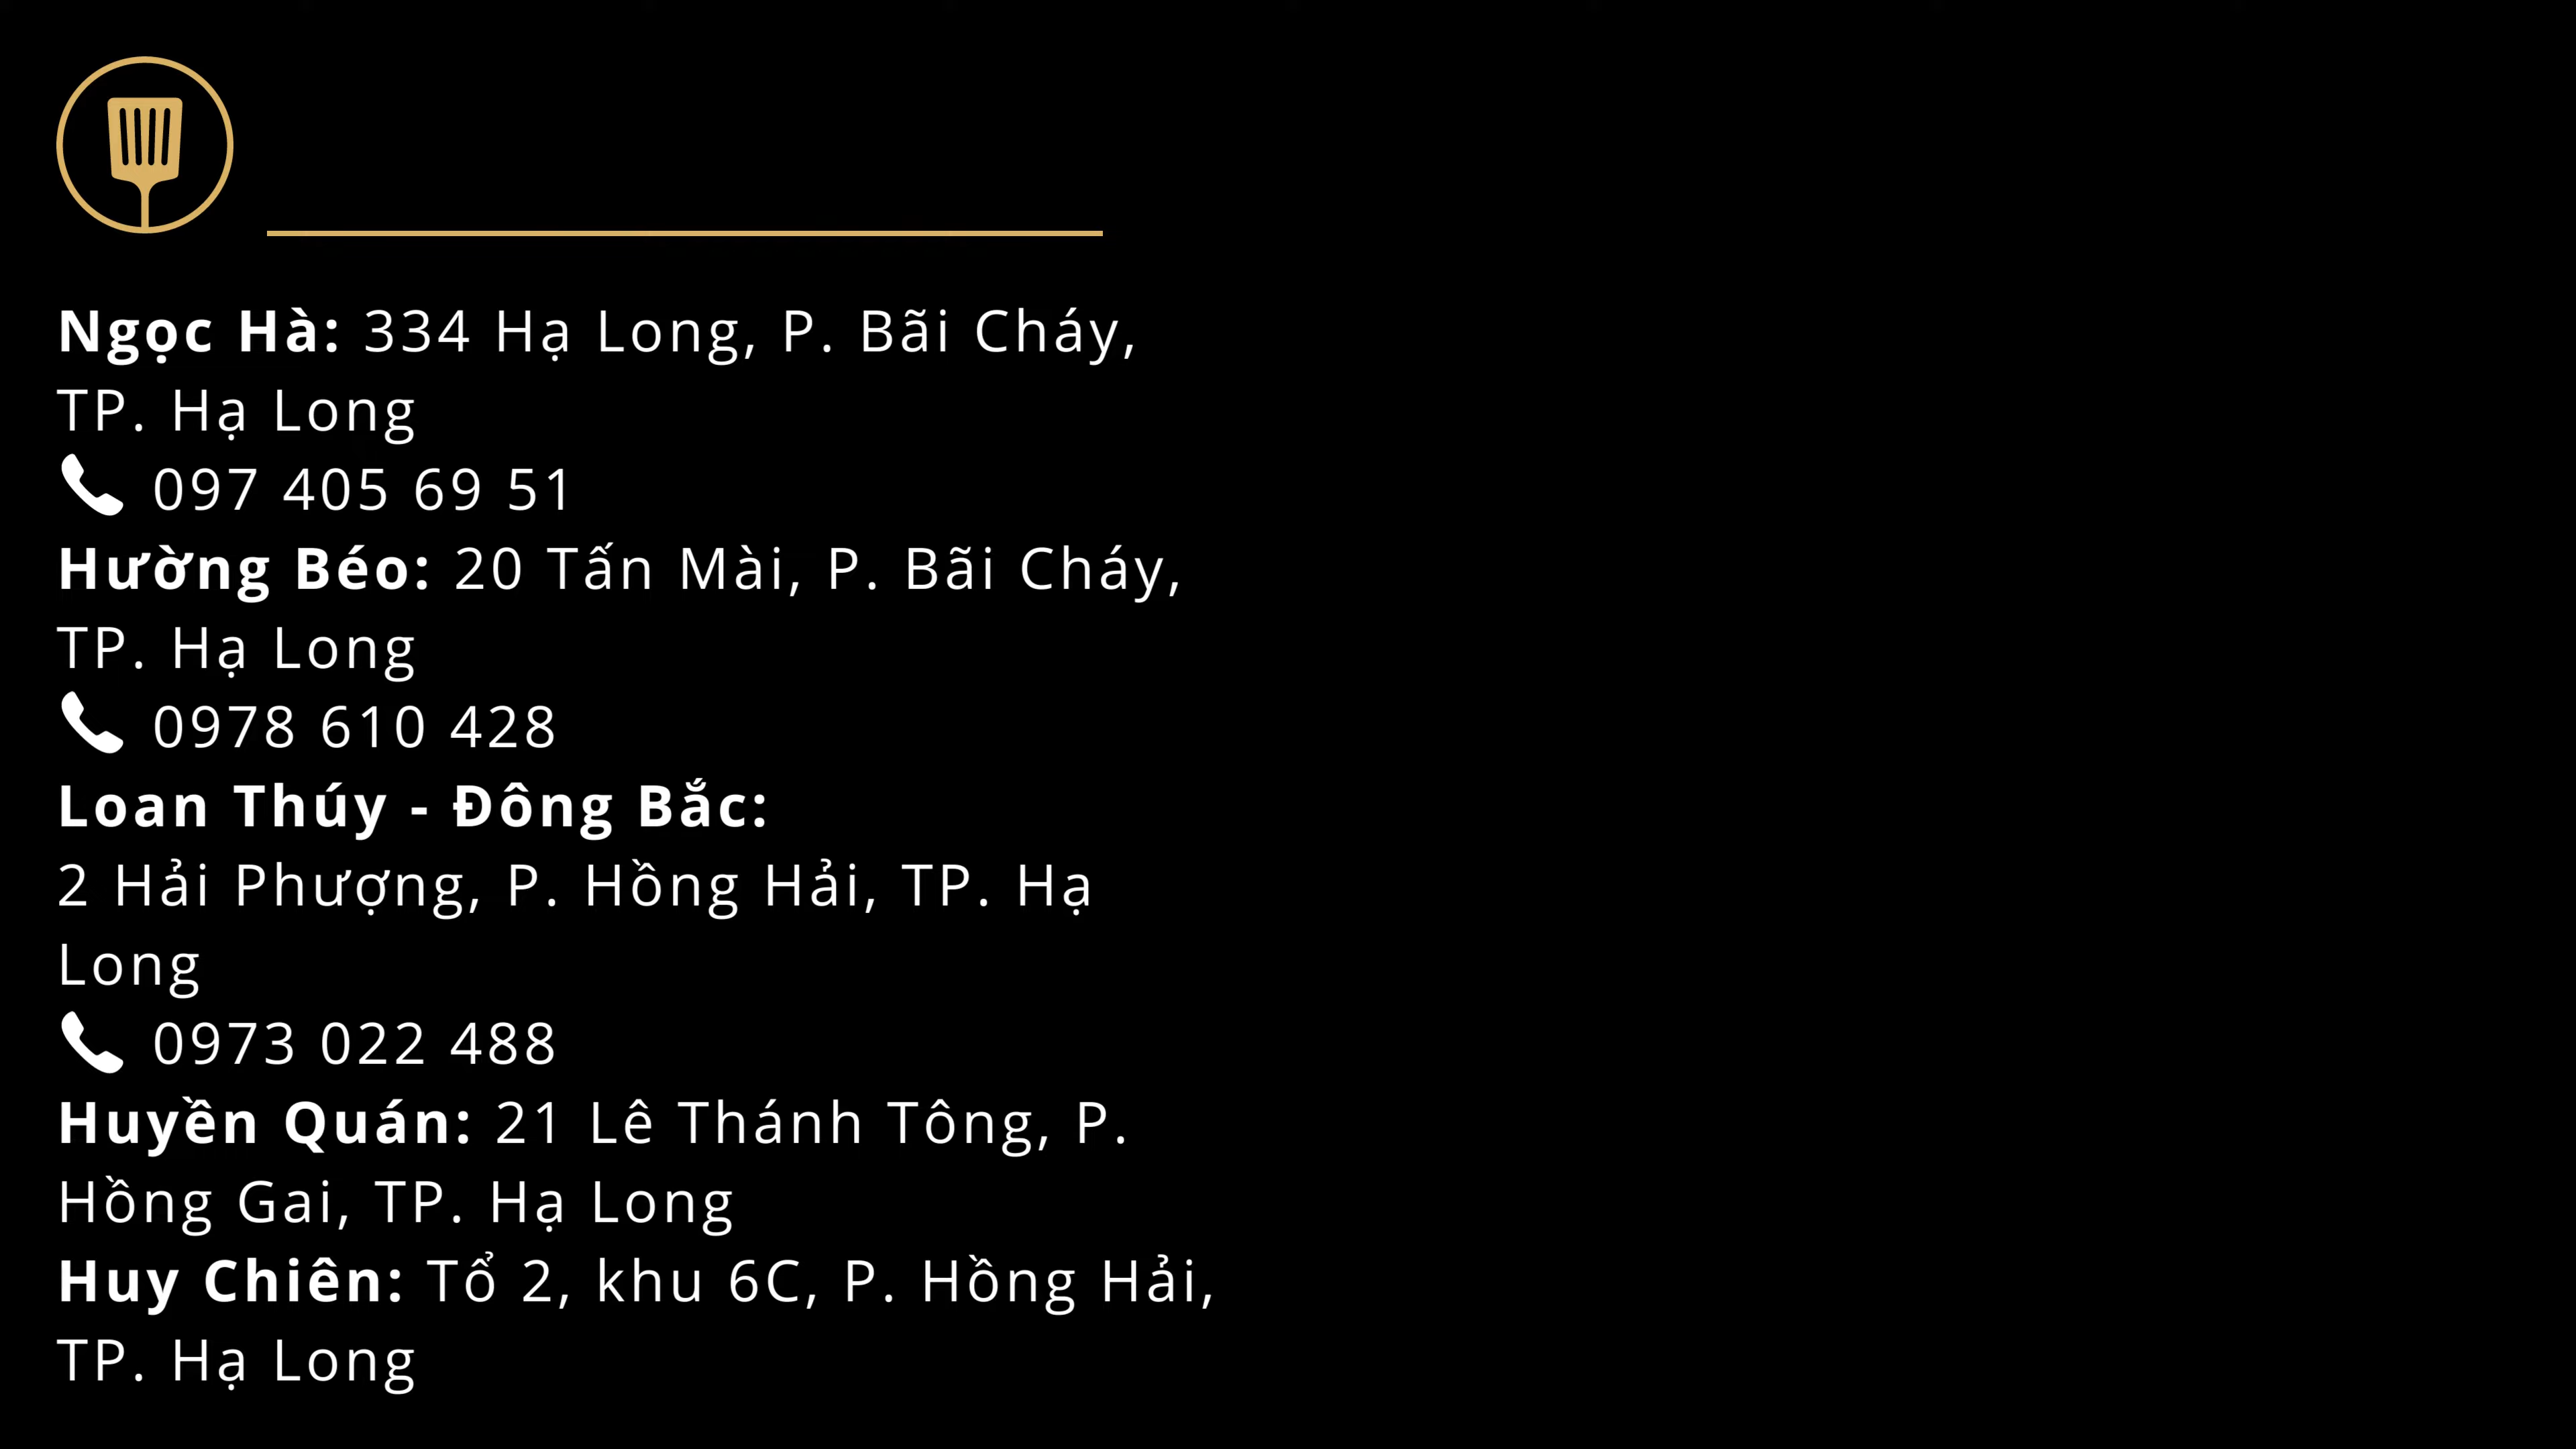 Ngọc Hà: 334 Hạ Long, P. Bãi Cháy,
TP. Hạ Long
097 405 69 51
Hường Béo: 20 Tấn Mài, P. Bãi Cháy,
TP. Hạ Long
0978 610 428
Loan Thúy - Đông Bắc:
2 Hải Phượng, P. Hồng Hải, TP. Hạ
Long
0973 022 488
Huyền Quán: 21 Lê Thánh Tông, P.
Hồng Gai, TP. Hạ Long
Huy Chiên: Tổ 2, khu 6C, P. Hồng Hải,
TP. Hạ Long